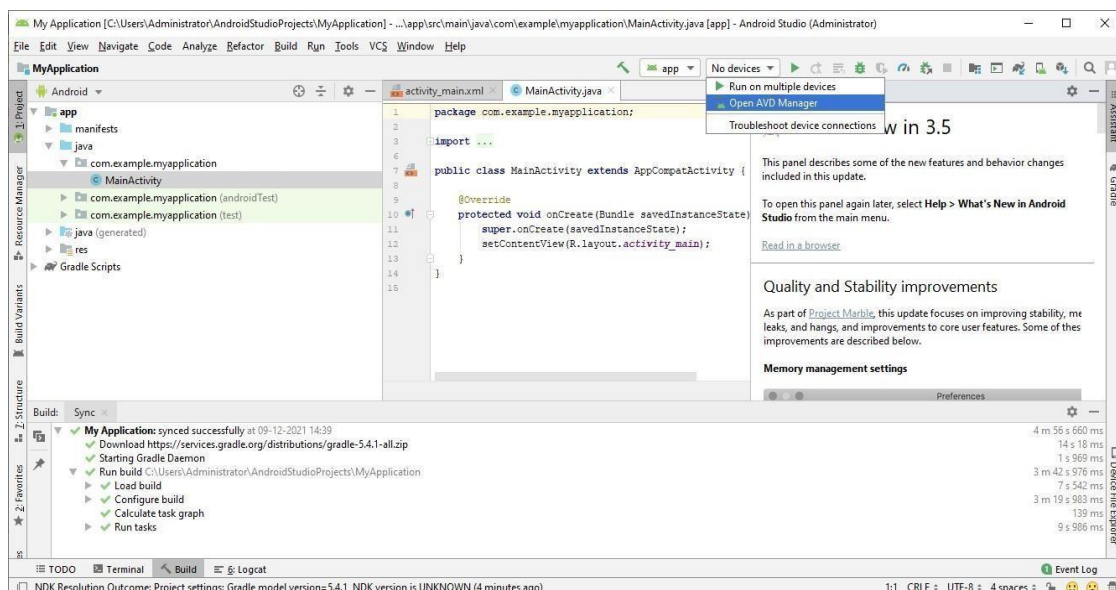 My Application [C:\Users\Administrator\AndroidStudioProjects\MyApplication] - ...\app\src\main\java\com\example\myapplication\MainActivity.java [app] - Android Studio (Administrator)
File Edit View Navigate Code Analyze Refactor Build Run Tools VCS Window Help
MyApplication
app
No devices
Run on multiple devices
Open AVD Manager
Troubleshoot device connections
1: Project
Resource Manager
Build Variants
Z: Structure
2: Favorites
Android
app
manifests
java
com.example.myapplication
MainActivity
com.example.myapplication (androidTest)
com.example.myapplication (test)
java (generated)
res
Gradle Scripts
activity_main.xml
MainActivity.java
1 package com.example.myapplication;
2
3 import ...
6
7 public class MainActivity extends AppCompatActivity {
8
9 @Override
10 protected void onCreate(Bundle savedInstanceState)
11 super.onCreate(savedInstanceState);
12 setContentView(R.layout.activity_main);
13 }
14 }
15
w in 3.5
This panel describes some of the new features and behavior changes
included in this update.
To open this panel again later, select Help > What's New in Android
Studio from the main menu.
Read in a browser
Quality and Stability improvements
As part of Project Marble, this update focuses on improving stability, me
leaks, and hangs, and improvements to core user features. Some of thes
improvements are described below.
Memory management settings
Preferences
Assistant
Gradle
Device File Explorer
Build: Sync
My Application: synced successfully at 09-12-2021 14:39 4 m 56 s 660 ms
Download https://services.gradle.org/distributions/gradle-5.4.1-all.zip 14 s 18 ms
Starting Gradle Daemon 1 s 969 ms
Run build C:\Users\Administrator\AndroidStudioProjects\MyApplication 3 m 42 s 976 ms
Load build 7 s 542 ms
Configure build 3 m 19 s 983 ms
Calculate task graph 139 ms
Run tasks 9 s 986 ms
TODO Terminal Build 6: Logcat 1 Event Log
NDK Resolution Outcome: Project settings: Gradle model version=5.4.1, NDK version is UNKNOWN (4 minutes ago) 1:1 CRLF UTF-8 4 spaces